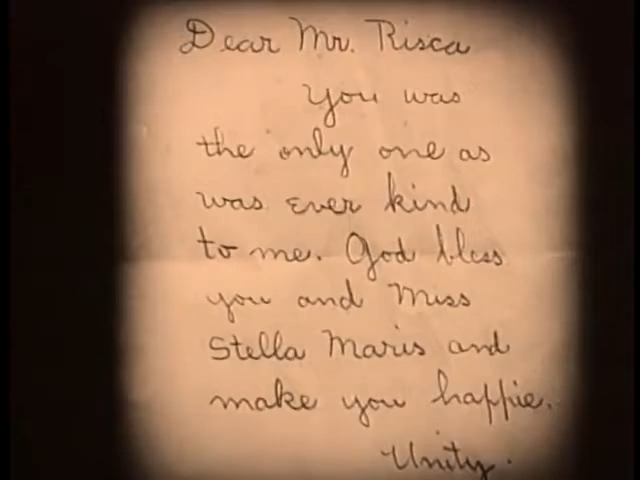 Dear Mr. Risca
You was
the only one as
was ever kind
to me. God bless
you and Miss
Stella Maris and
make you happie.
Unity.